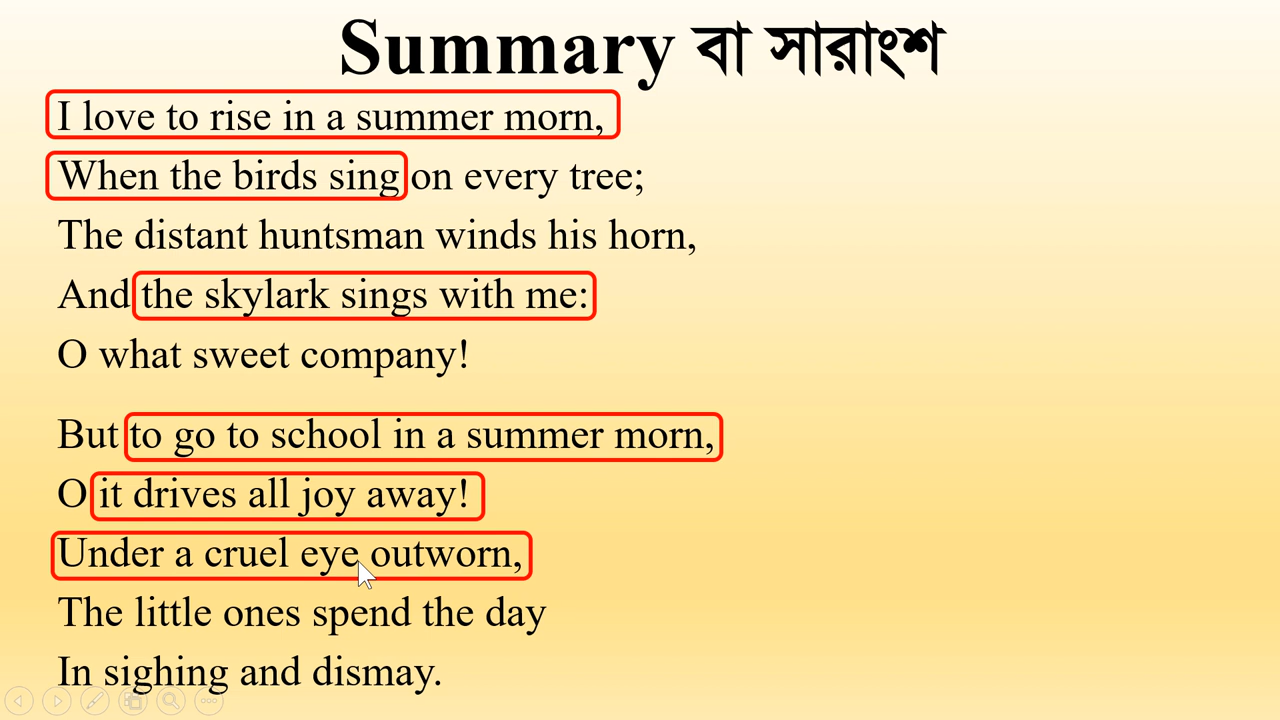 Summary বা সারাংশ
I love to rise in a summer morn,
When the birds sing on every tree;
The distant huntsman winds his horn,
And the skylark sings with me:
O what sweet company!
But to go to school in a summer morn,
O it drives all joy away!
Under a cruel eye outworn,
The little ones spend the day
In sighing and dismay.